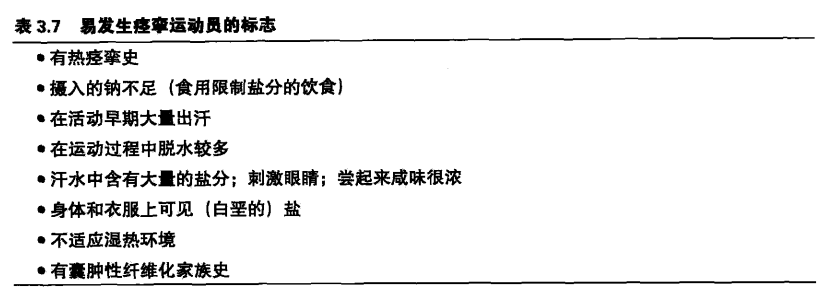 表 3.7 易发生痉挛运动员的标志
• 有热痉挛史
• 摄入的钠不足（食用限制盐分的饮食）
• 在活动早期大量出汗
• 在运动过程中脱水较多
• 汗水中含有大量的盐分；刺激眼睛；尝起来咸味很浓
• 身体和衣服上可见（白垩的）盐
• 不适应湿热环境
• 有囊肿性纤维化家族史